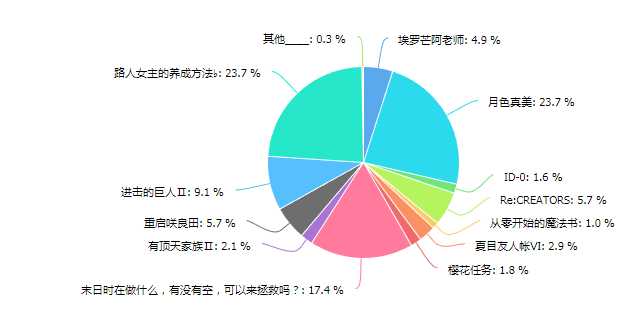 其他____: 0.3 %
埃罗芒阿老师: 4.9 %
路人女主的养成方法♭: 23.7 %
月色真美: 23.7 %
ID-0: 1.6 %
进击的巨人Ⅱ: 9.1 %
Re:CREATORS: 5.7 %
重启咲良田: 5.7 %
从零开始的魔法书: 1.0 %
有顶天家族Ⅱ: 2.1 %
夏目友人帐VI: 2.9 %
樱花任务: 1.8 %
末日时在做什么，有没有空，可以来拯救吗？: 17.4 %